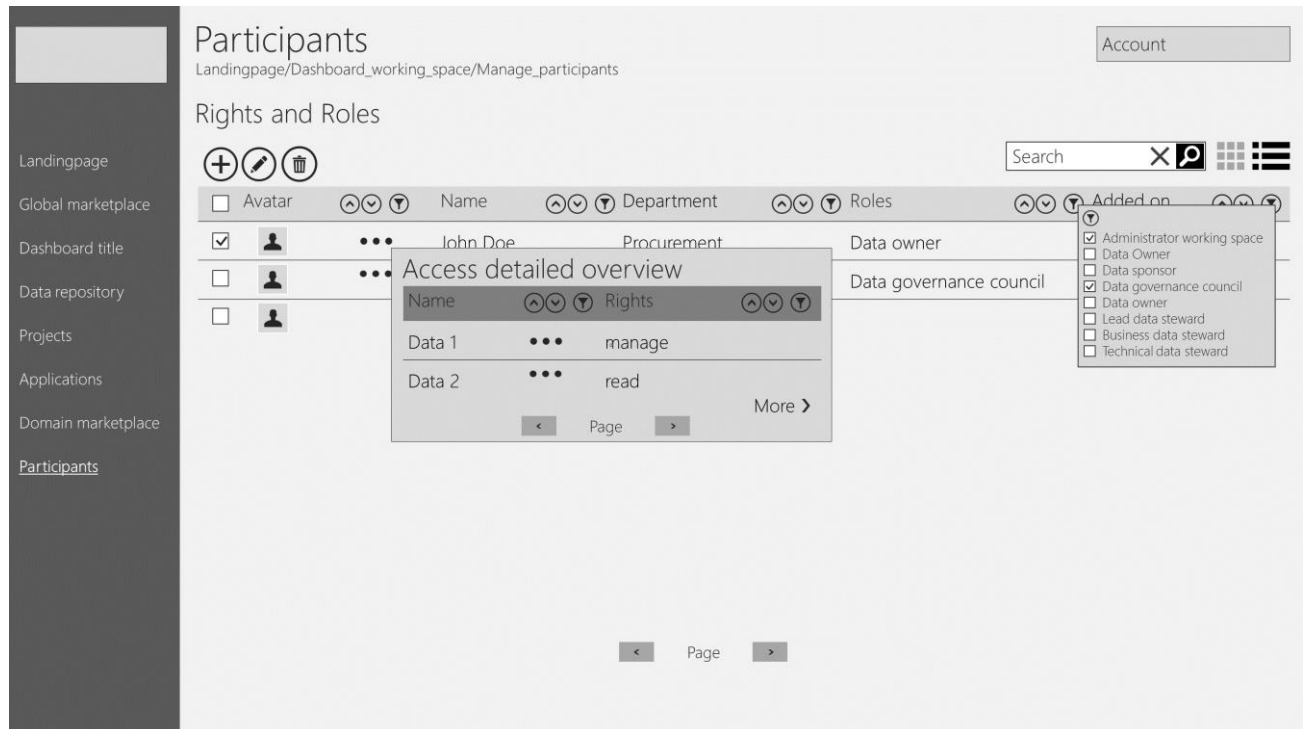 Participants
Landingpage/Dashboard_working_space/Manage_participants
Account
Rights and Roles
Landingpage
Global marketplace
Dashboard title
Data repository
Projects
Applications
Domain marketplace
Participants
Search
Avatar Name Department Roles Added on
John Doe Procurement Data owner
Data governance council
Administrator working space
Data Owner
Data sponsor
Data governance council
Data owner
Lead data steward
Business data steward
Technical data steward
Access detailed overview
Name Rights
Data 1 manage
Data 2 read
More
Page
Page